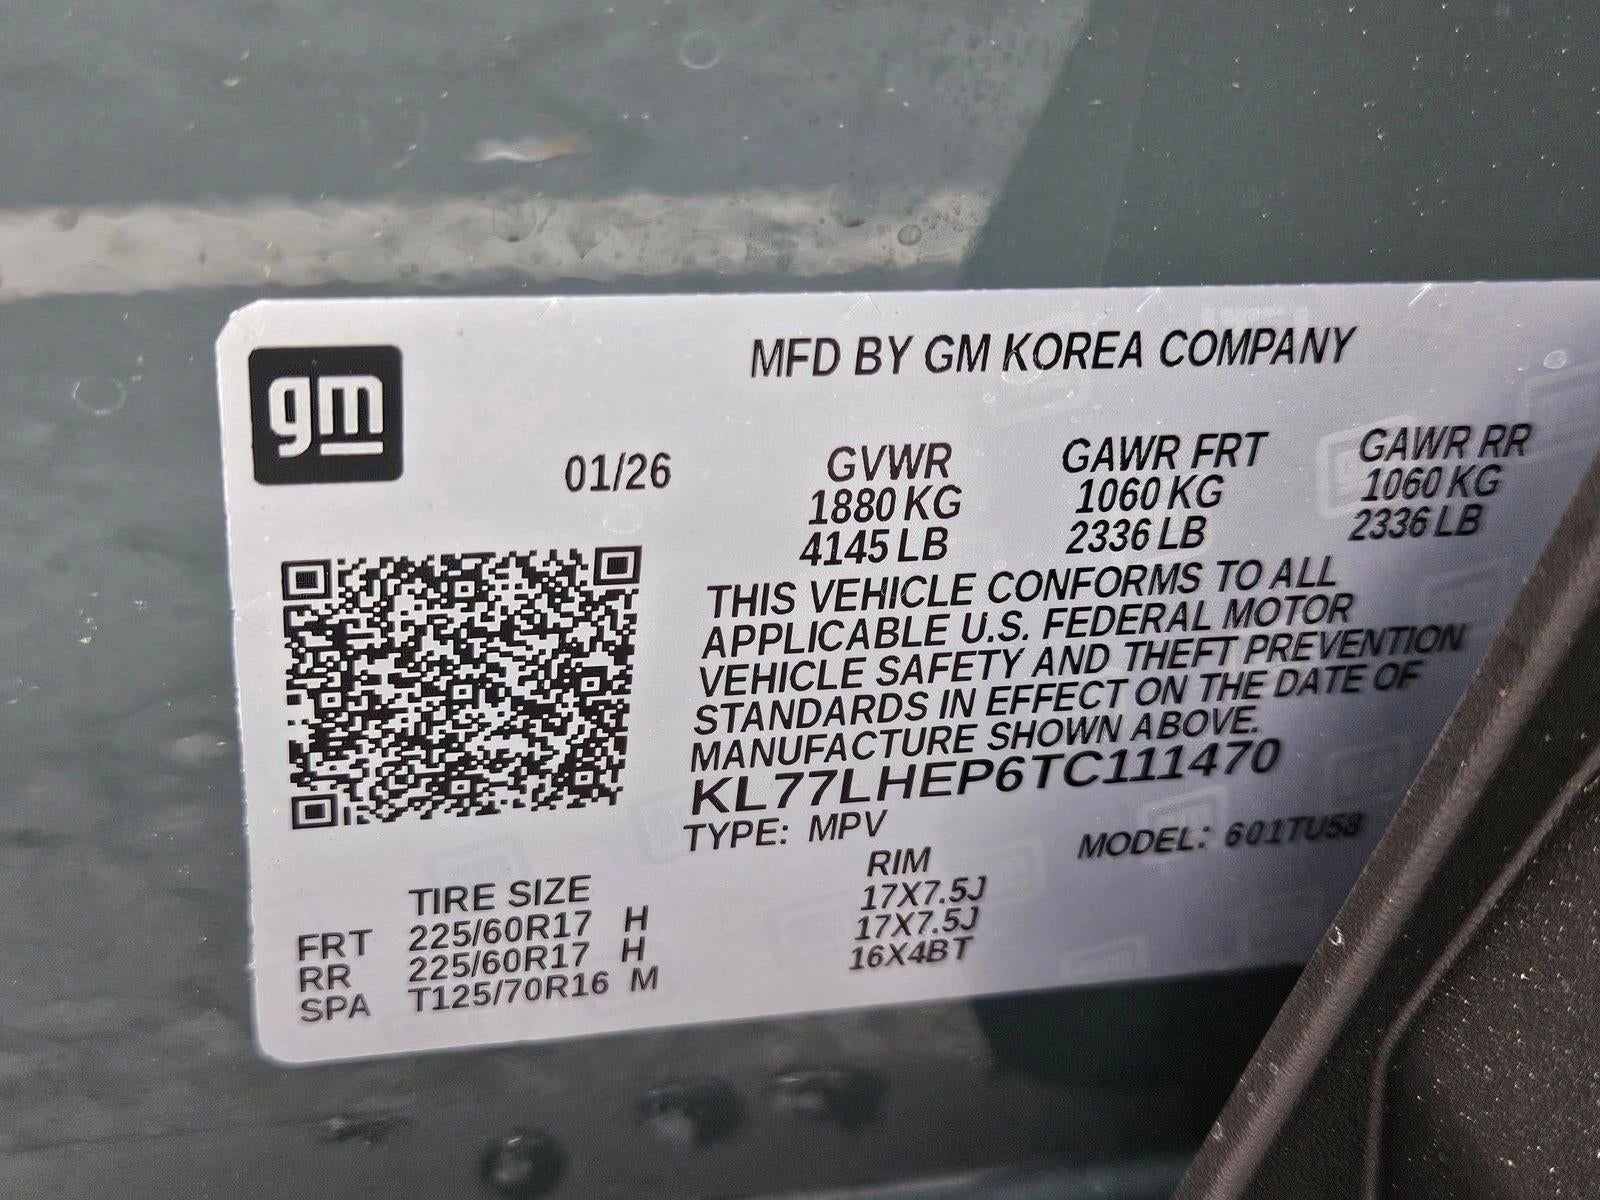 gm
MFD BY GM KOREA COMPANY
01/26
GVWR GAWR FRT GAWR RR
1880 KG 1060 KG 1060 KG
4145 LB 2336 LB 2336 LB
THIS VEHICLE CONFORMS TO ALL
APPLICABLE U.S. FEDERAL MOTOR
VEHICLE SAFETY AND THEFT PREVENTION
STANDARDS IN EFFECT ON THE DATE OF
MANUFACTURE SHOWN ABOVE.
KL77LHEP6TC111470
TYPE: MPV MODEL: 601TU58
TIRE SIZE RIM
FRT 225/60R17 H 17X7.5J
RR 225/60R17 H 17X7.5J
SPA T125/70R16 M 16X4BT